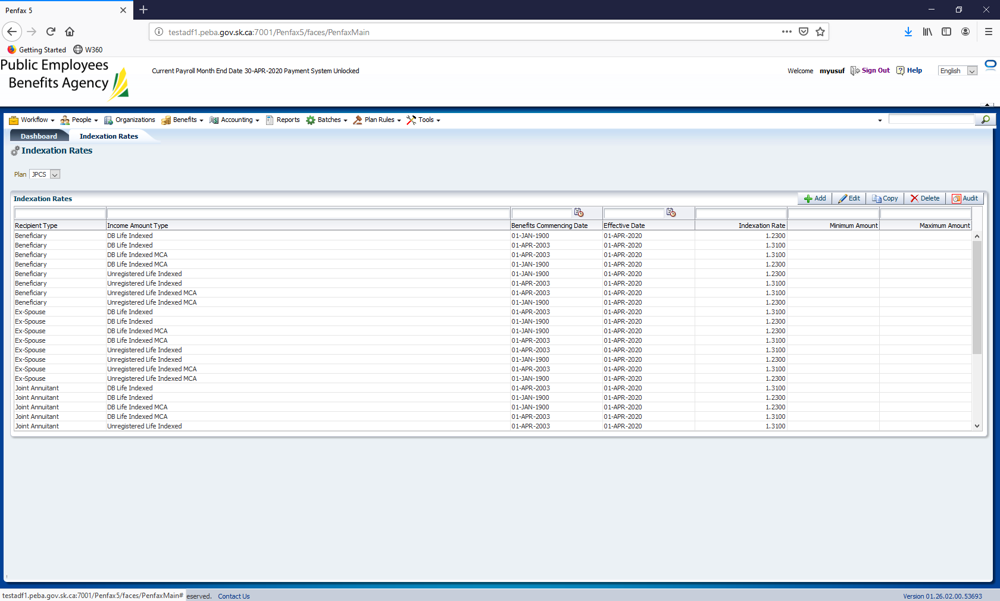 Penfax 5
testadf1.peba.gov.sk.ca:7001/Penfax5/faces/PenfaxMain
Getting Started W360
Public Employees
Benefits Agency
Current Payroll Month End Date 30-APR-2020 Payment System Unlocked
Welcome myusuf Sign Out Help English
Workflow People Organizations Benefits Accounting Reports Batches Plan Rules Tools
Dashboard Indexation Rates
Indexation Rates
Plan JPCS
Indexation Rates Add Edit Copy Delete Audit
Recipient Type Income Amount Type Benefits Commencing Date Effective Date Indexation Rate Minimum Amount Maximum Amount
Beneficiary DB Life Indexed 01-JAN-1900 01-APR-2020 1.2300
Beneficiary DB Life Indexed 01-APR-2003 01-APR-2020 1.3100
Beneficiary DB Life Indexed MCA 01-APR-2003 01-APR-2020 1.3100
Beneficiary DB Life Indexed MCA 01-JAN-1900 01-APR-2020 1.2300
Beneficiary Unregistered Life Indexed 01-JAN-1900 01-APR-2020 1.2300
Beneficiary Unregistered Life Indexed 01-APR-2003 01-APR-2020 1.3100
Beneficiary Unregistered Life Indexed MCA 01-APR-2003 01-APR-2020 1.3100
Beneficiary Unregistered Life Indexed MCA 01-JAN-1900 01-APR-2020 1.2300
Ex-Spouse DB Life Indexed 01-APR-2003 01-APR-2020 1.3100
Ex-Spouse DB Life Indexed 01-JAN-1900 01-APR-2020 1.2300
Ex-Spouse DB Life Indexed MCA 01-JAN-1900 01-APR-2020 1.2300
Ex-Spouse DB Life Indexed MCA 01-APR-2003 01-APR-2020 1.3100
Ex-Spouse Unregistered Life Indexed 01-APR-2003 01-APR-2020 1.3100
Ex-Spouse Unregistered Life Indexed 01-JAN-1900 01-APR-2020 1.2300
Ex-Spouse Unregistered Life Indexed MCA 01-APR-2003 01-APR-2020 1.3100
Ex-Spouse Unregistered Life Indexed MCA 01-JAN-1900 01-APR-2020 1.2300
Joint Annuitant DB Life Indexed 01-APR-2003 01-APR-2020 1.3100
Joint Annuitant DB Life Indexed 01-JAN-1900 01-APR-2020 1.2300
Joint Annuitant DB Life Indexed MCA 01-JAN-1900 01-APR-2020 1.2300
Joint Annuitant DB Life Indexed MCA 01-APR-2003 01-APR-2020 1.3100
Joint Annuitant Unregistered Life Indexed 01-APR-2003 01-APR-2020 1.3100
testadf1.peba.gov.sk.ca:7001/Penfax5/faces/PenfaxMain# eserved. Contact Us Version 01.26.02.00.53693